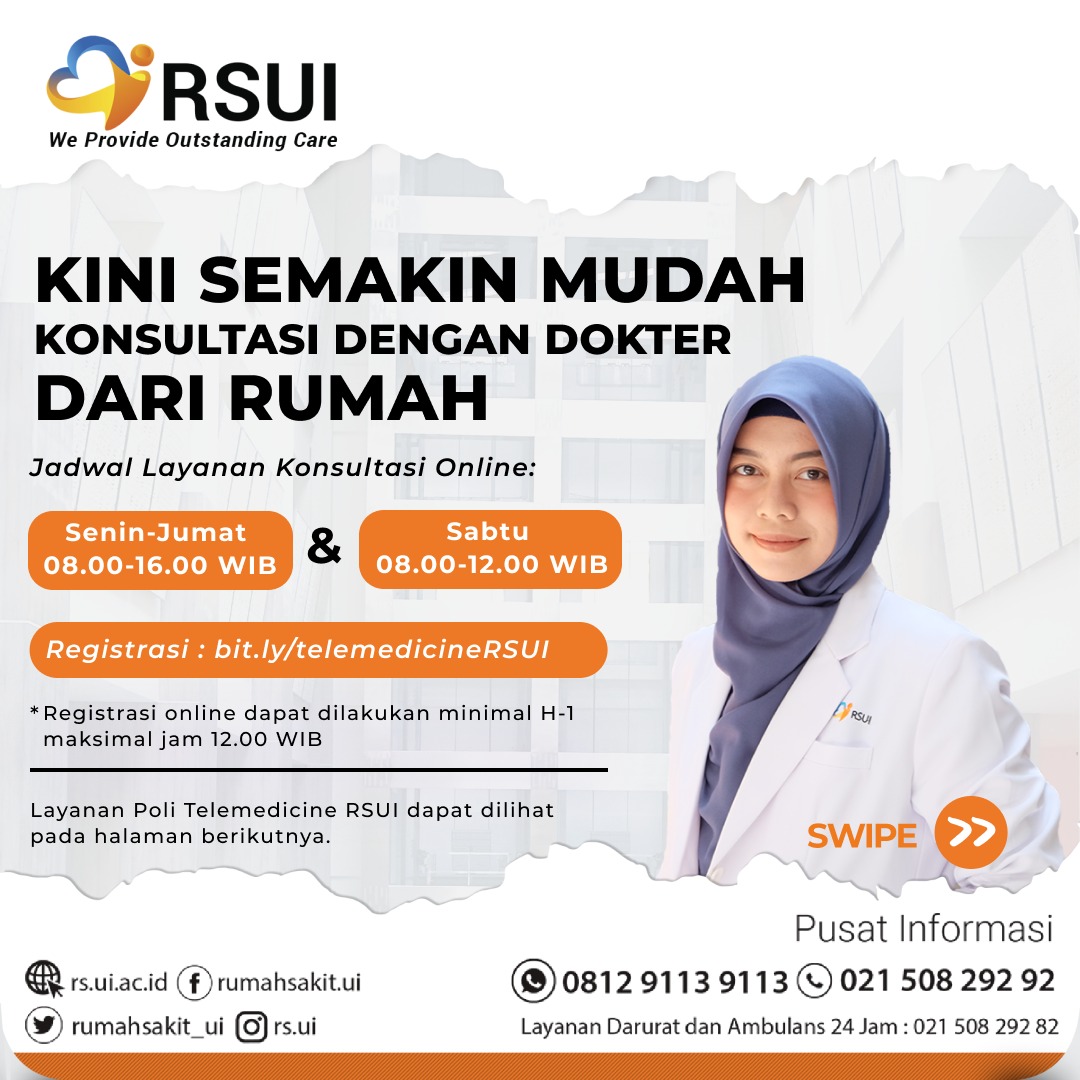 RSUI
We Provide Outstanding Care
KINI SEMAKIN MUDAH
KONSULTASI DENGAN DOKTER
DARI RUMAH
Jadwal Layanan Konsultasi Online:
Senin-Jumat
08.00-16.00 WIB
&
Sabtu
08.00-12.00 WIB
Registrasi : bit.ly/telemedicineRSUI
*Registrasi online dapat dilakukan minimal H-1
maksimal jam 12.00 WIB
RSUI
Layanan Poli Telemedicine RSUI dapat dilihat
pada halaman berikutnya.
SWIPE
Pusat Informasi
rs.ui.ac.id rumahsakit.ui
0812 9113 9113 021 508 292 92
rumahsakit_ui rs.ui
Layanan Darurat dan Ambulans 24 Jam : 021 508 292 82